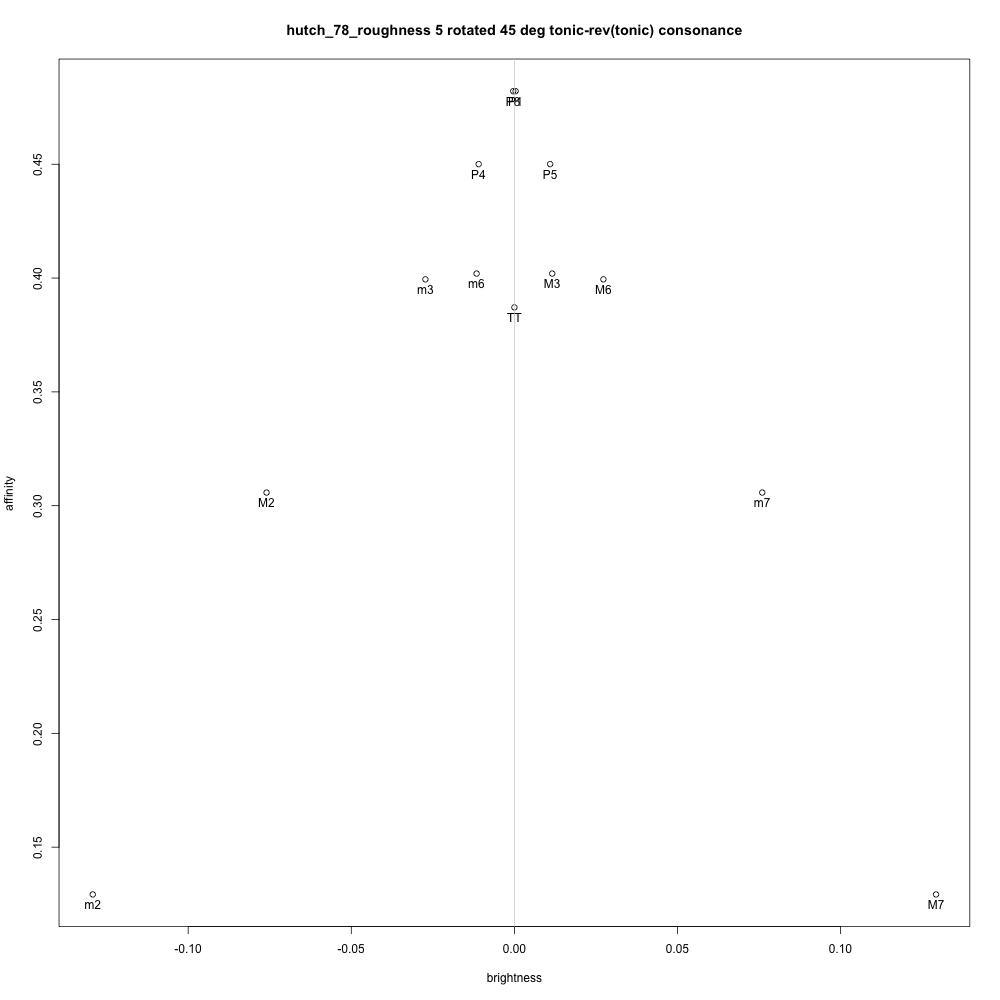 hutch_78_roughness 5 rotated 45 deg tonic-rev(tonic) consonance
P4
P5
m3
m6
M3
M6
TT
M2
m7
m2
M7
0.45
0.40
0.35
0.30
0.25
0.20
0.15
affinity
-0.10
-0.05
0.00
0.05
0.10
brightness